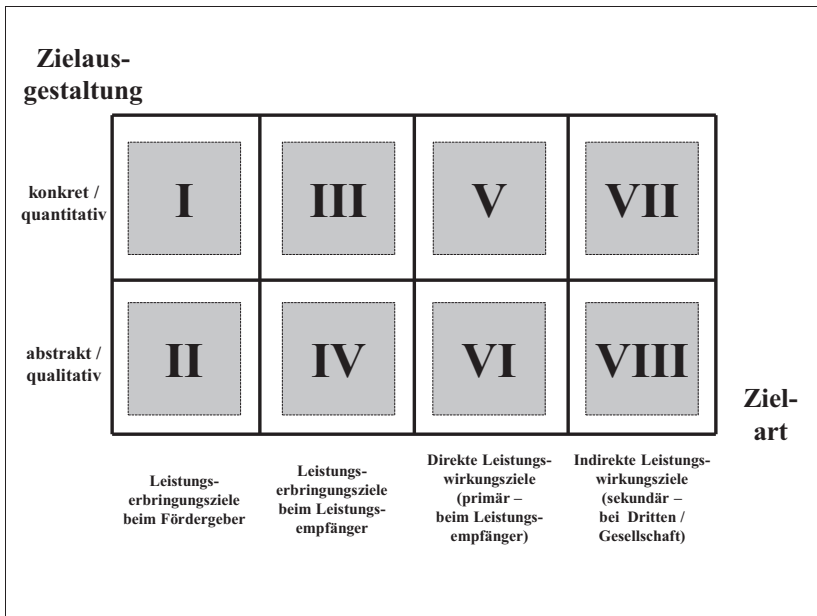 Zielaus-
gestaltung
konkret /
quantitativ
I
III
V
VII
abstrakt /
qualitativ
II
IV
VI
VIII
Ziel-
art
Leistungs-
erbringungsziele
beim Fördergeber
Leistungs-
erbringungsziele
beim Leistungs-
empfänger
Direkte Leistungs-
wirkungsziele
(primär –
beim Leistungs-
empfänger)
Indirekte Leistungs-
wirkungsziele
(sekundär –
bei Dritten /
Gesellschaft)